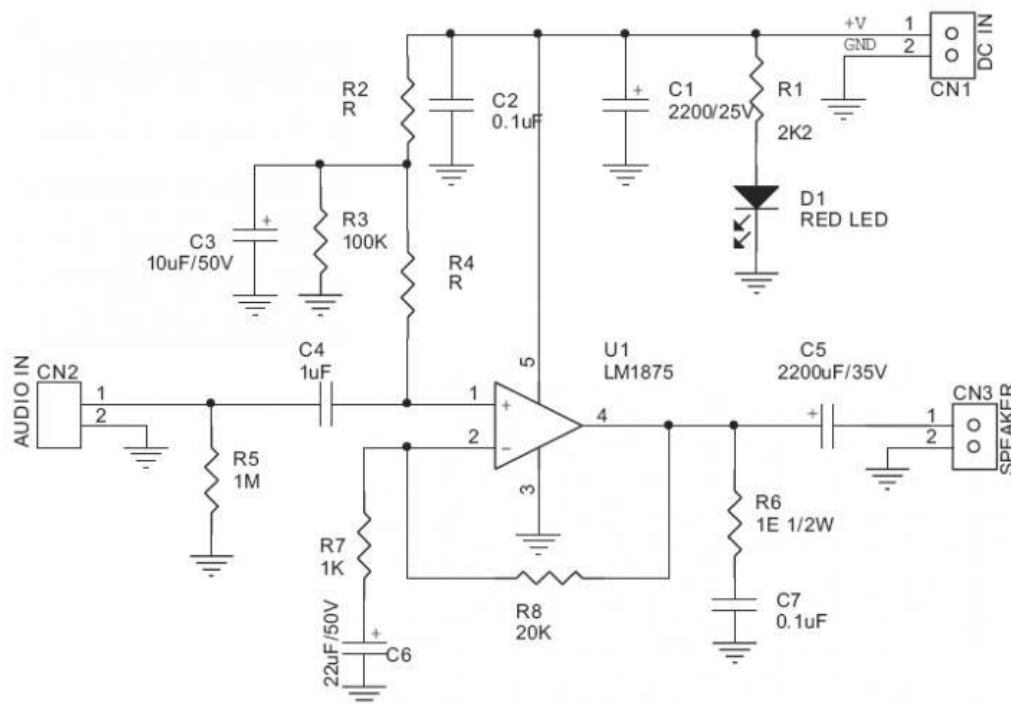 +V
1
GND
2
DC IN
CN1
R2
R
C2
0.1uF
C1
2200/25V
R1
2K2
+
D1
RED LED
R3
100K
+
C3
10uF/50V
R4
R
C4
1uF
U1
LM1875
C5
2200uF/35V
AUDIO IN
CN2
1
2
1
+
2
−
5
3
4
+
CN3
1
2
SPEAKER
R5
1M
R7
1K
R6
1E 1/2W
R8
20K
C7
0.1uF
22uF/50V
+
C6